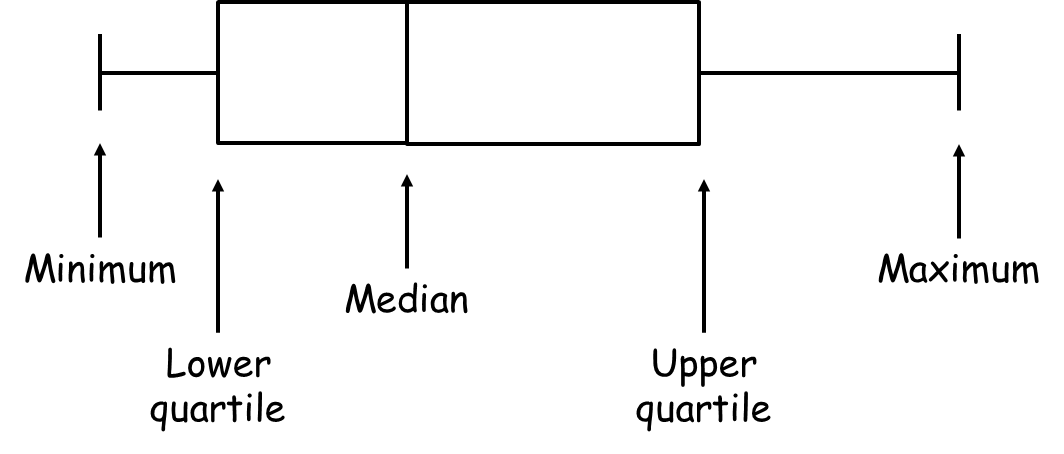 Minimum
Maximum
Median
Lower
quartile
Upper
quartile